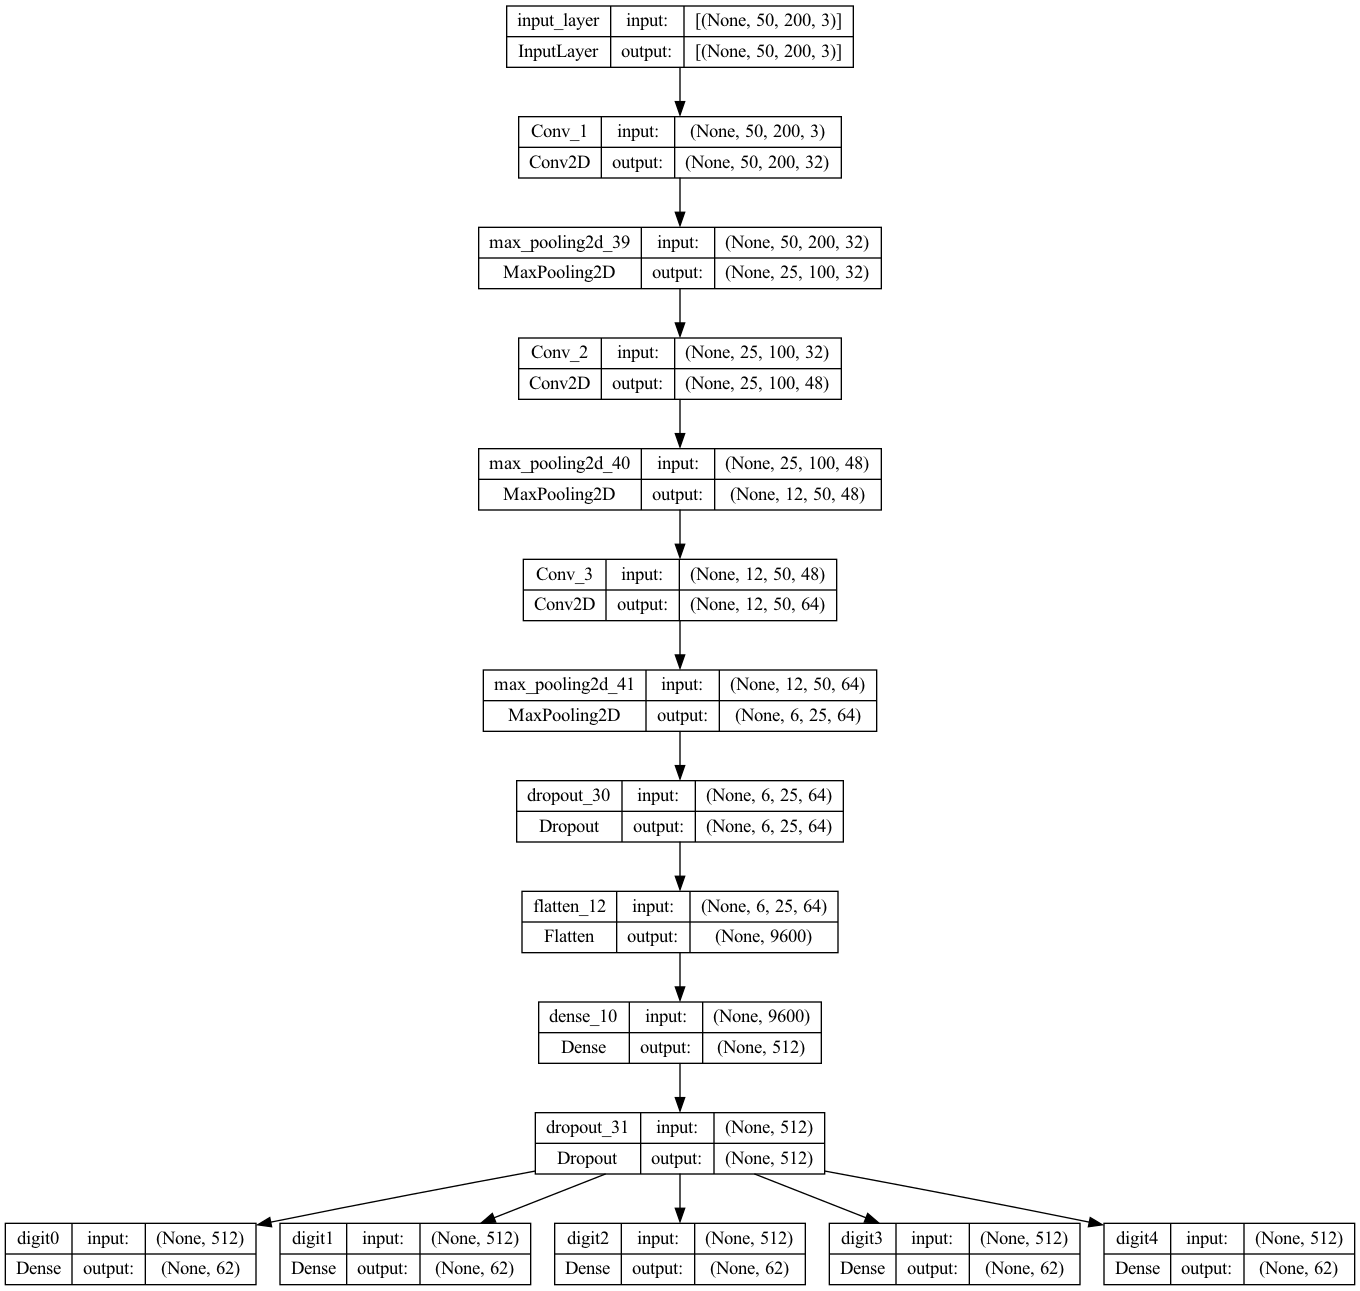 input_layer input: [(None, 50, 200, 3)]
InputLayer output: [(None, 50, 200, 3)]
Conv_1 input: (None, 50, 200, 3)
Conv2D output: (None, 50, 200, 32)
max_pooling2d_39 input: (None, 50, 200, 32)
MaxPooling2D output: (None, 25, 100, 32)
Conv_2 input: (None, 25, 100, 32)
Conv2D output: (None, 25, 100, 48)
max_pooling2d_40 input: (None, 25, 100, 48)
MaxPooling2D output: (None, 12, 50, 48)
Conv_3 input: (None, 12, 50, 48)
Conv2D output: (None, 12, 50, 64)
max_pooling2d_41 input: (None, 12, 50, 64)
MaxPooling2D output: (None, 6, 25, 64)
dropout_30 input: (None, 6, 25, 64)
Dropout output: (None, 6, 25, 64)
flatten_12 input: (None, 6, 25, 64)
Flatten output: (None, 9600)
dense_10 input: (None, 9600)
Dense output: (None, 512)
dropout_31 input: (None, 512)
Dropout output: (None, 512)
digit0 input: (None, 512)
Dense output: (None, 62)
digit1 input: (None, 512)
Dense output: (None, 62)
digit2 input: (None, 512)
Dense output: (None, 62)
digit3 input: (None, 512)
Dense output: (None, 62)
digit4 input: (None, 512)
Dense output: (None, 62)